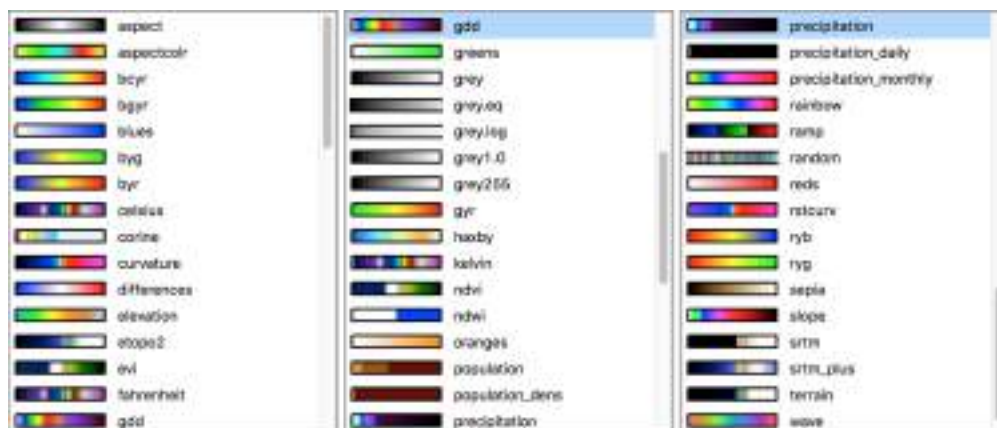 aspect
aspectcolr
bcyr
bgyr
blues
byg
byr
celsius
corine
curvature
differences
elevation
etopo2
evi
fahrenheit
gdd
gdd
greens
grey
grey.eq
grey.log
grey1.0
grey255
gyr
haxby
kelvin
ndvi
ndwi
oranges
population
population_dens
precipitation
precipitation
precipitation_daily
precipitation_monthly
rainbow
ramp
random
reds
rstcurv
ryb
ryg
sepia
slope
srtm
srtm_plus
terrain
wave